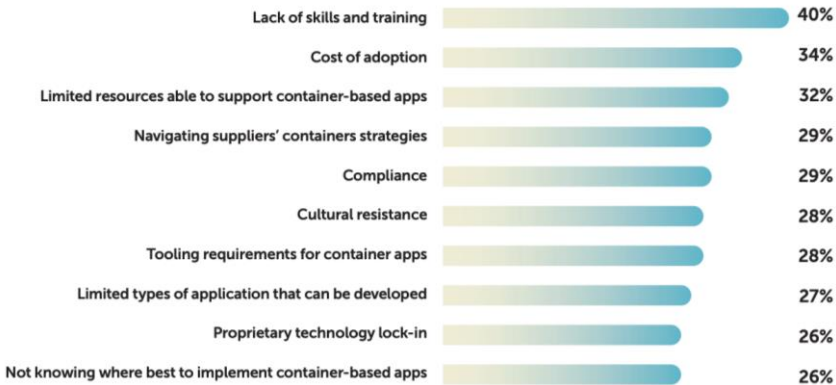 Lack of skills and training 40%
Cost of adoption 34%
Limited resources able to support container-based apps 32%
Navigating suppliers’ containers strategies 29%
Compliance 29%
Cultural resistance 28%
Tooling requirements for container apps 28%
Limited types of application that can be developed 27%
Proprietary technology lock-in 26%
Not knowing where best to implement container-based apps 26%